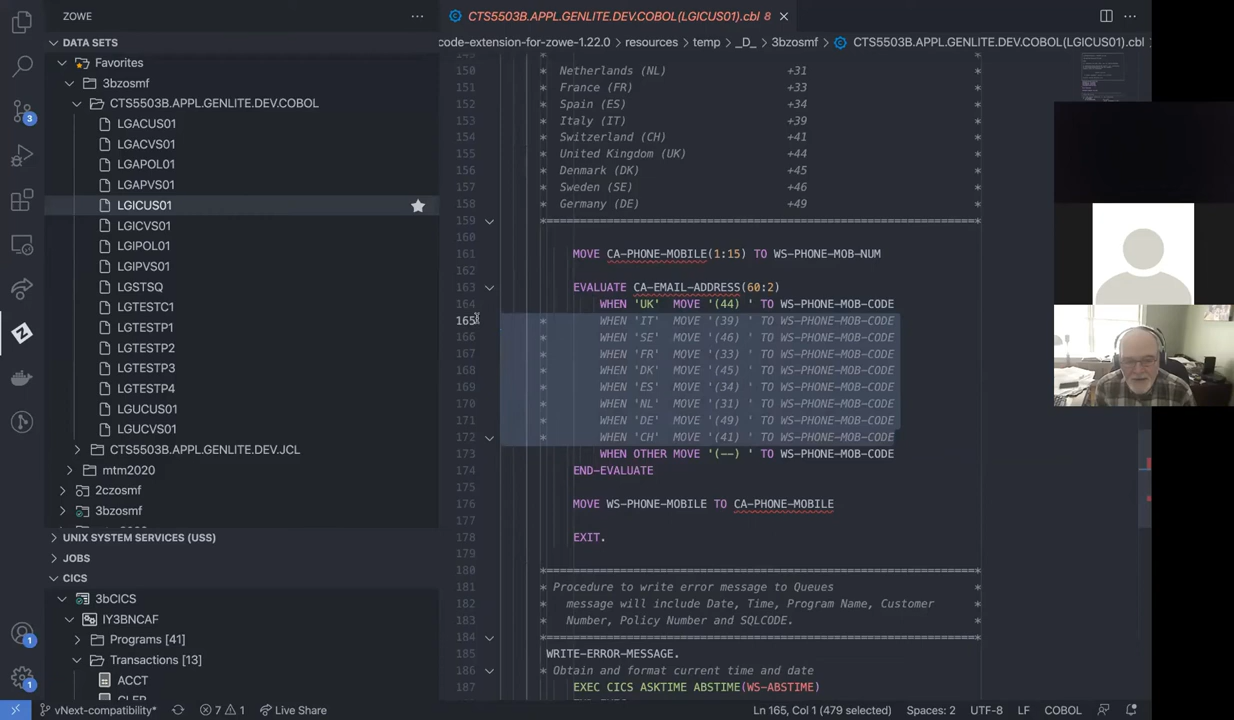 ZOWE
···
CTS5503B.APPL.GENLITE.DEV.COBOL(LGICUS01).cbl 8
DATA SETS
Favorites
3bzosmf
CTS5503B.APPL.GENLITE.DEV.COBOL
LGACUS01
LGACVS01
LGAPOL01
LGAPVS01
LGICUS01
LGICVS01
LGIPOL01
LGIPVS01
LGSTSQ
LGTESTC1
LGTESTP1
LGTESTP2
LGTESTP3
LGTESTP4
LGUCUS01
LGUCVS01
CTS5503B.APPL.GENLITE.DEV.JCL
mtm2020
2czosmf
3bzosmf
UNIX SYSTEM SERVICES (USS)
JOBS
CICS
3bCICS
IY3BNCAF
Programs [41]
Transactions [13]
ACCT
3
1
1
code-extension-for-zowe-1.22.0 > resources > temp > _D_ > 3bzosmf > CTS5503B.APPL.GENLITE.DEV.COBOL(LGICUS01).cbl
150 * Netherlands (NL) +31 *
151 * France (FR) +33 *
152 * Spain (ES) +34 *
153 * Italy (IT) +39 *
154 * Switzerland (CH) +41 *
155 * United Kingdom (UK) +44 *
156 * Denmark (DK) +45 *
157 * Sweden (SE) +46 *
158 * Germany (DE) +49 *
159 *================================================================*
160
161 MOVE CA-PHONE-MOBILE(1:15) TO WS-PHONE-MOB-NUM
162
163 EVALUATE CA-EMAIL-ADDRESS(60:2)
164 WHEN 'UK' MOVE '(44) ' TO WS-PHONE-MOB-CODE
165 * WHEN 'IT' MOVE '(39) ' TO WS-PHONE-MOB-CODE
166 * WHEN 'SE' MOVE '(46) ' TO WS-PHONE-MOB-CODE
167 * WHEN 'FR' MOVE '(33) ' TO WS-PHONE-MOB-CODE
168 * WHEN 'DK' MOVE '(45) ' TO WS-PHONE-MOB-CODE
169 * WHEN 'ES' MOVE '(34) ' TO WS-PHONE-MOB-CODE
170 * WHEN 'NL' MOVE '(31) ' TO WS-PHONE-MOB-CODE
171 * WHEN 'DE' MOVE '(49) ' TO WS-PHONE-MOB-CODE
172 * WHEN 'CH' MOVE '(41) ' TO WS-PHONE-MOB-CODE
173 WHEN OTHER MOVE '(--) ' TO WS-PHONE-MOB-CODE
174 END-EVALUATE
175
176 MOVE WS-PHONE-MOBILE TO CA-PHONE-MOBILE
177
178 EXIT.
179
180 *================================================================*
181 * Procedure to write error message to Queues *
182 * message will include Date, Time, Program Name, Customer *
183 * Number, Policy Number and SQLCODE. *
184 *================================================================*
185 WRITE-ERROR-MESSAGE.
186 * Obtain and format current time and date
187 EXEC CICS ASKTIME ABSTIME(WS-ABSTIME)
vNext-compatibility* 7 1 Live Share Ln 165, Col 1 (479 selected) Spaces: 2 UTF-8 LF COBOL